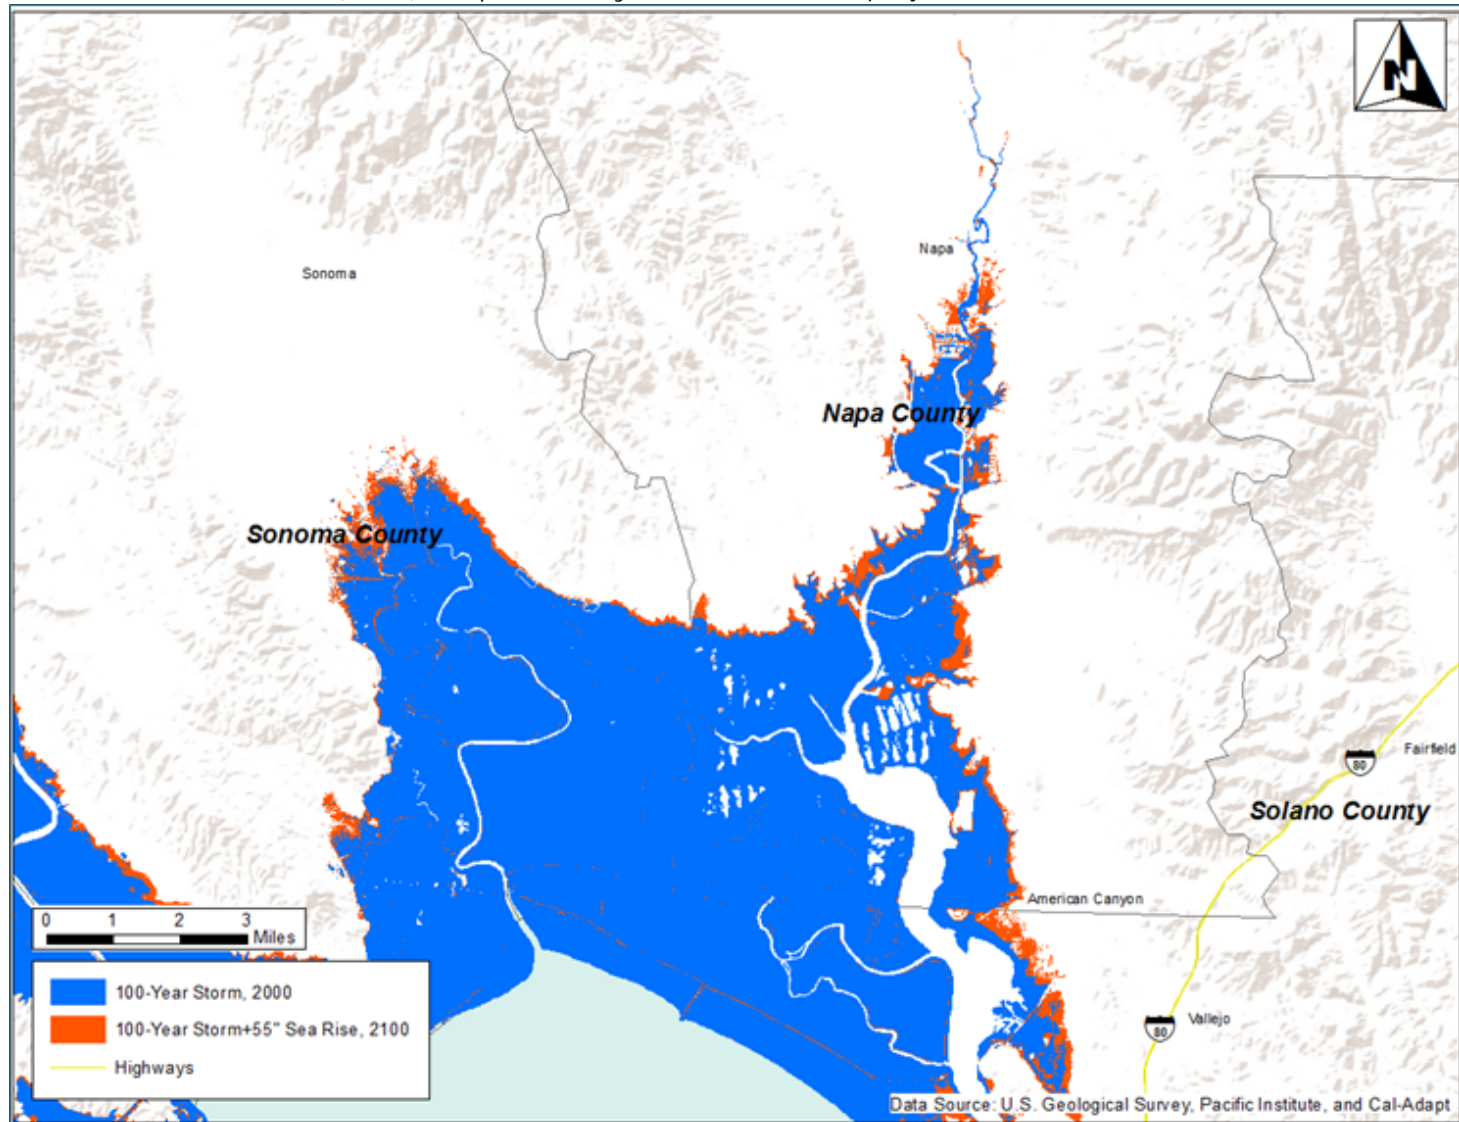 N
Napa
Sonoma
Napa County
Sonoma County
80
Fairfield
Solano County
American Canyon
0 1 2 3
Miles
100-Year Storm, 2000
100-Year Storm+55" Sea Rise, 2100
Highways
80
Vallejo
Data Source: U.S. Geological Survey, Pacific Institute, and Cal-Adapt